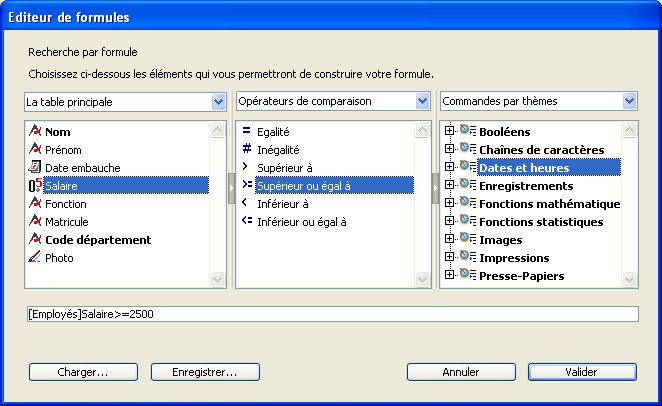 Editeur de formules
Recherche par formule
Choisissez ci-dessous les éléments qui vous permettront de construire votre formule.
La table principale
Opérateurs de comparaison
Commandes par thèmes
Nom
Prénom
Date embauche
0.5 Salaire
Fonction
Matricule
Code département
Photo
= Egalité
# Inégalité
> Supérieur à
>= Supérieur ou égal à
< Inférieur à
<= Inférieur ou égal à
Booléens
Chaînes de caractères
Dates et heures
Enregistrements
Fonctions mathématique
Fonctions statistiques
Images
Impressions
Presse-Papiers
[Employés]Salaire>=2500
Charger...
Enregistrer...
Annuler
Valider